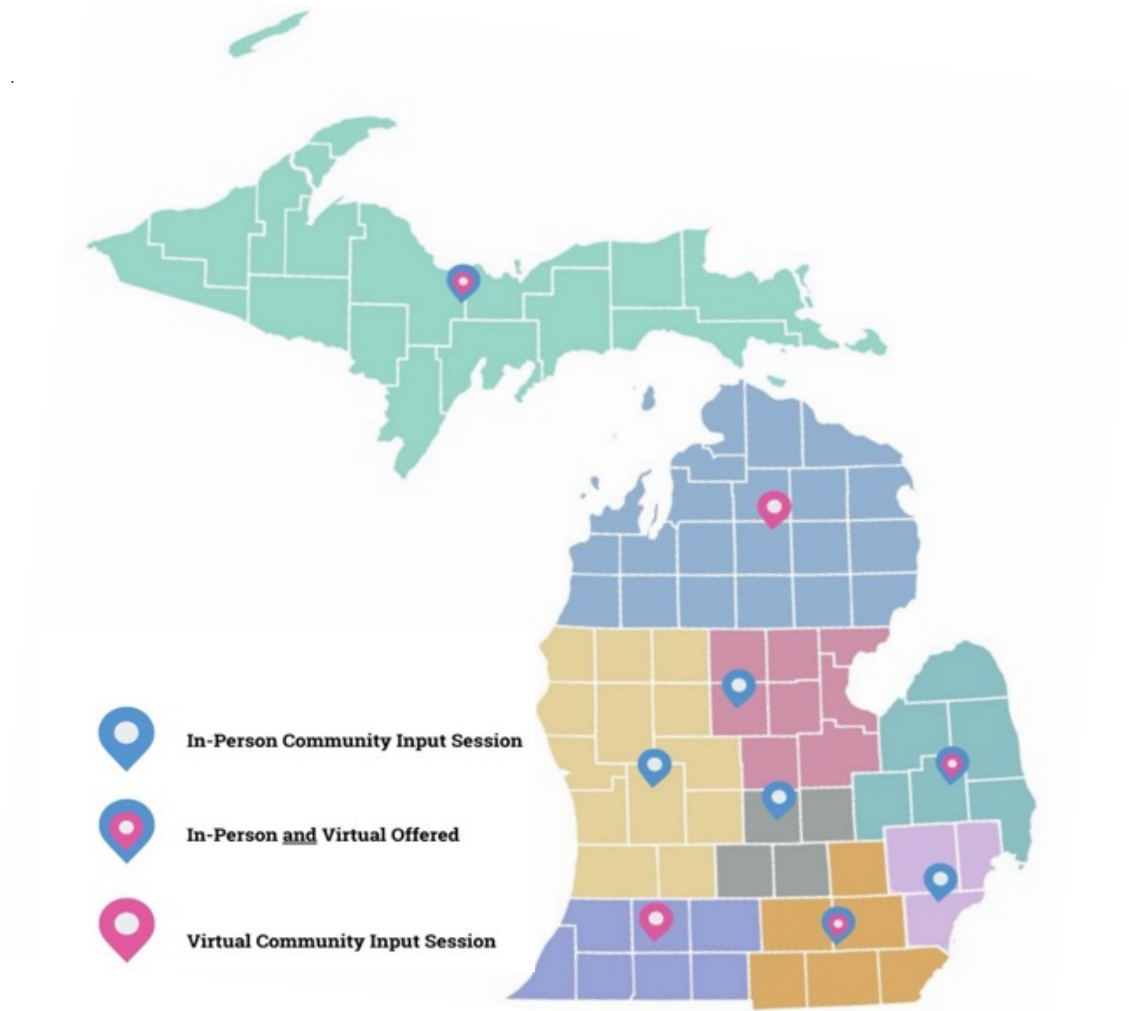 In-Person Community Input Session
In-Person and Virtual Offered
Virtual Community Input Session